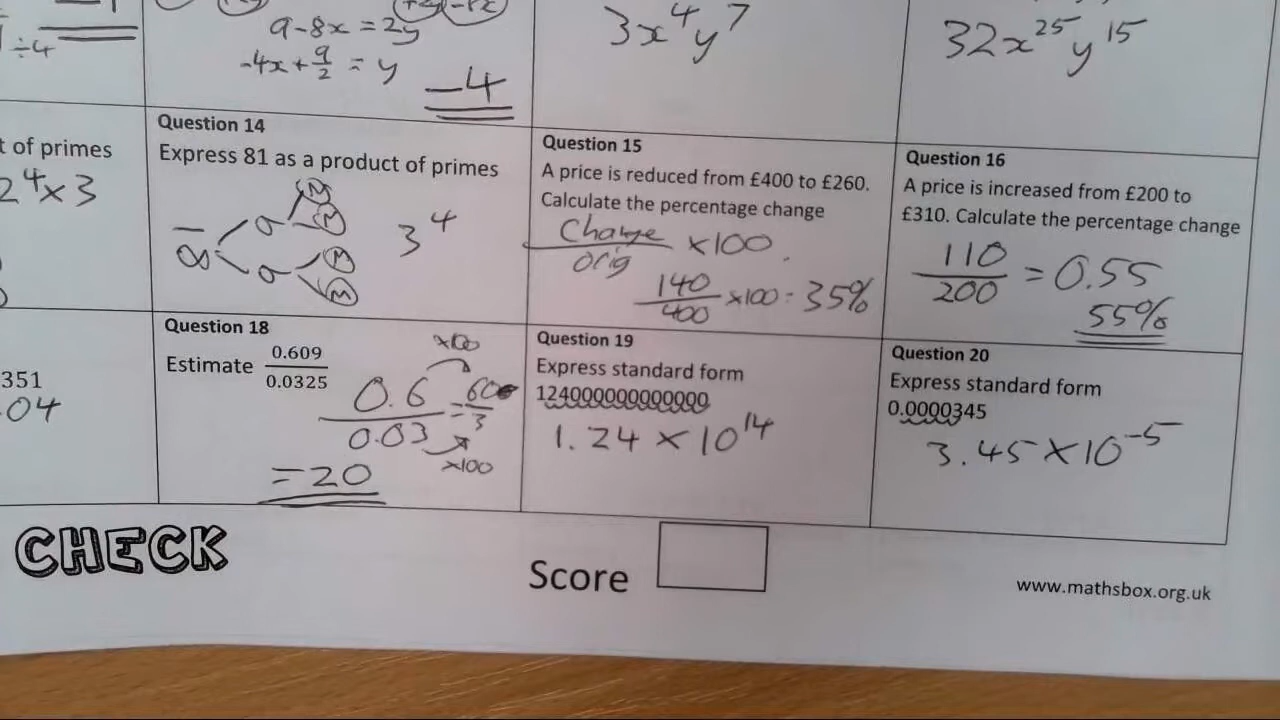 ÷4
9-8x = 2y
-4x + 9/2 = y
-4
3x⁴y⁷
32x²⁵y¹⁵
t of primes
2⁴x3
Question 14
Express 81 as a product of primes
3⁴
Question 15
A price is reduced from £400 to £260.
Calculate the percentage change
Change
orig
x100
140
400
x100 = 35%
Question 16
A price is increased from £200 to
£310. Calculate the percentage change
110
200
= 0.55
55%
351
.04
Question 18
Estimate
0.609
0.0325
x100
0.6
0.03
= 60
3
x100
= 20
Question 19
Express standard form
124000000000000
1.24 x 10¹⁴
Question 20
Express standard form
0.0000345
3.45 x 10⁻⁵
CHECK
Score
www.mathsbox.org.uk